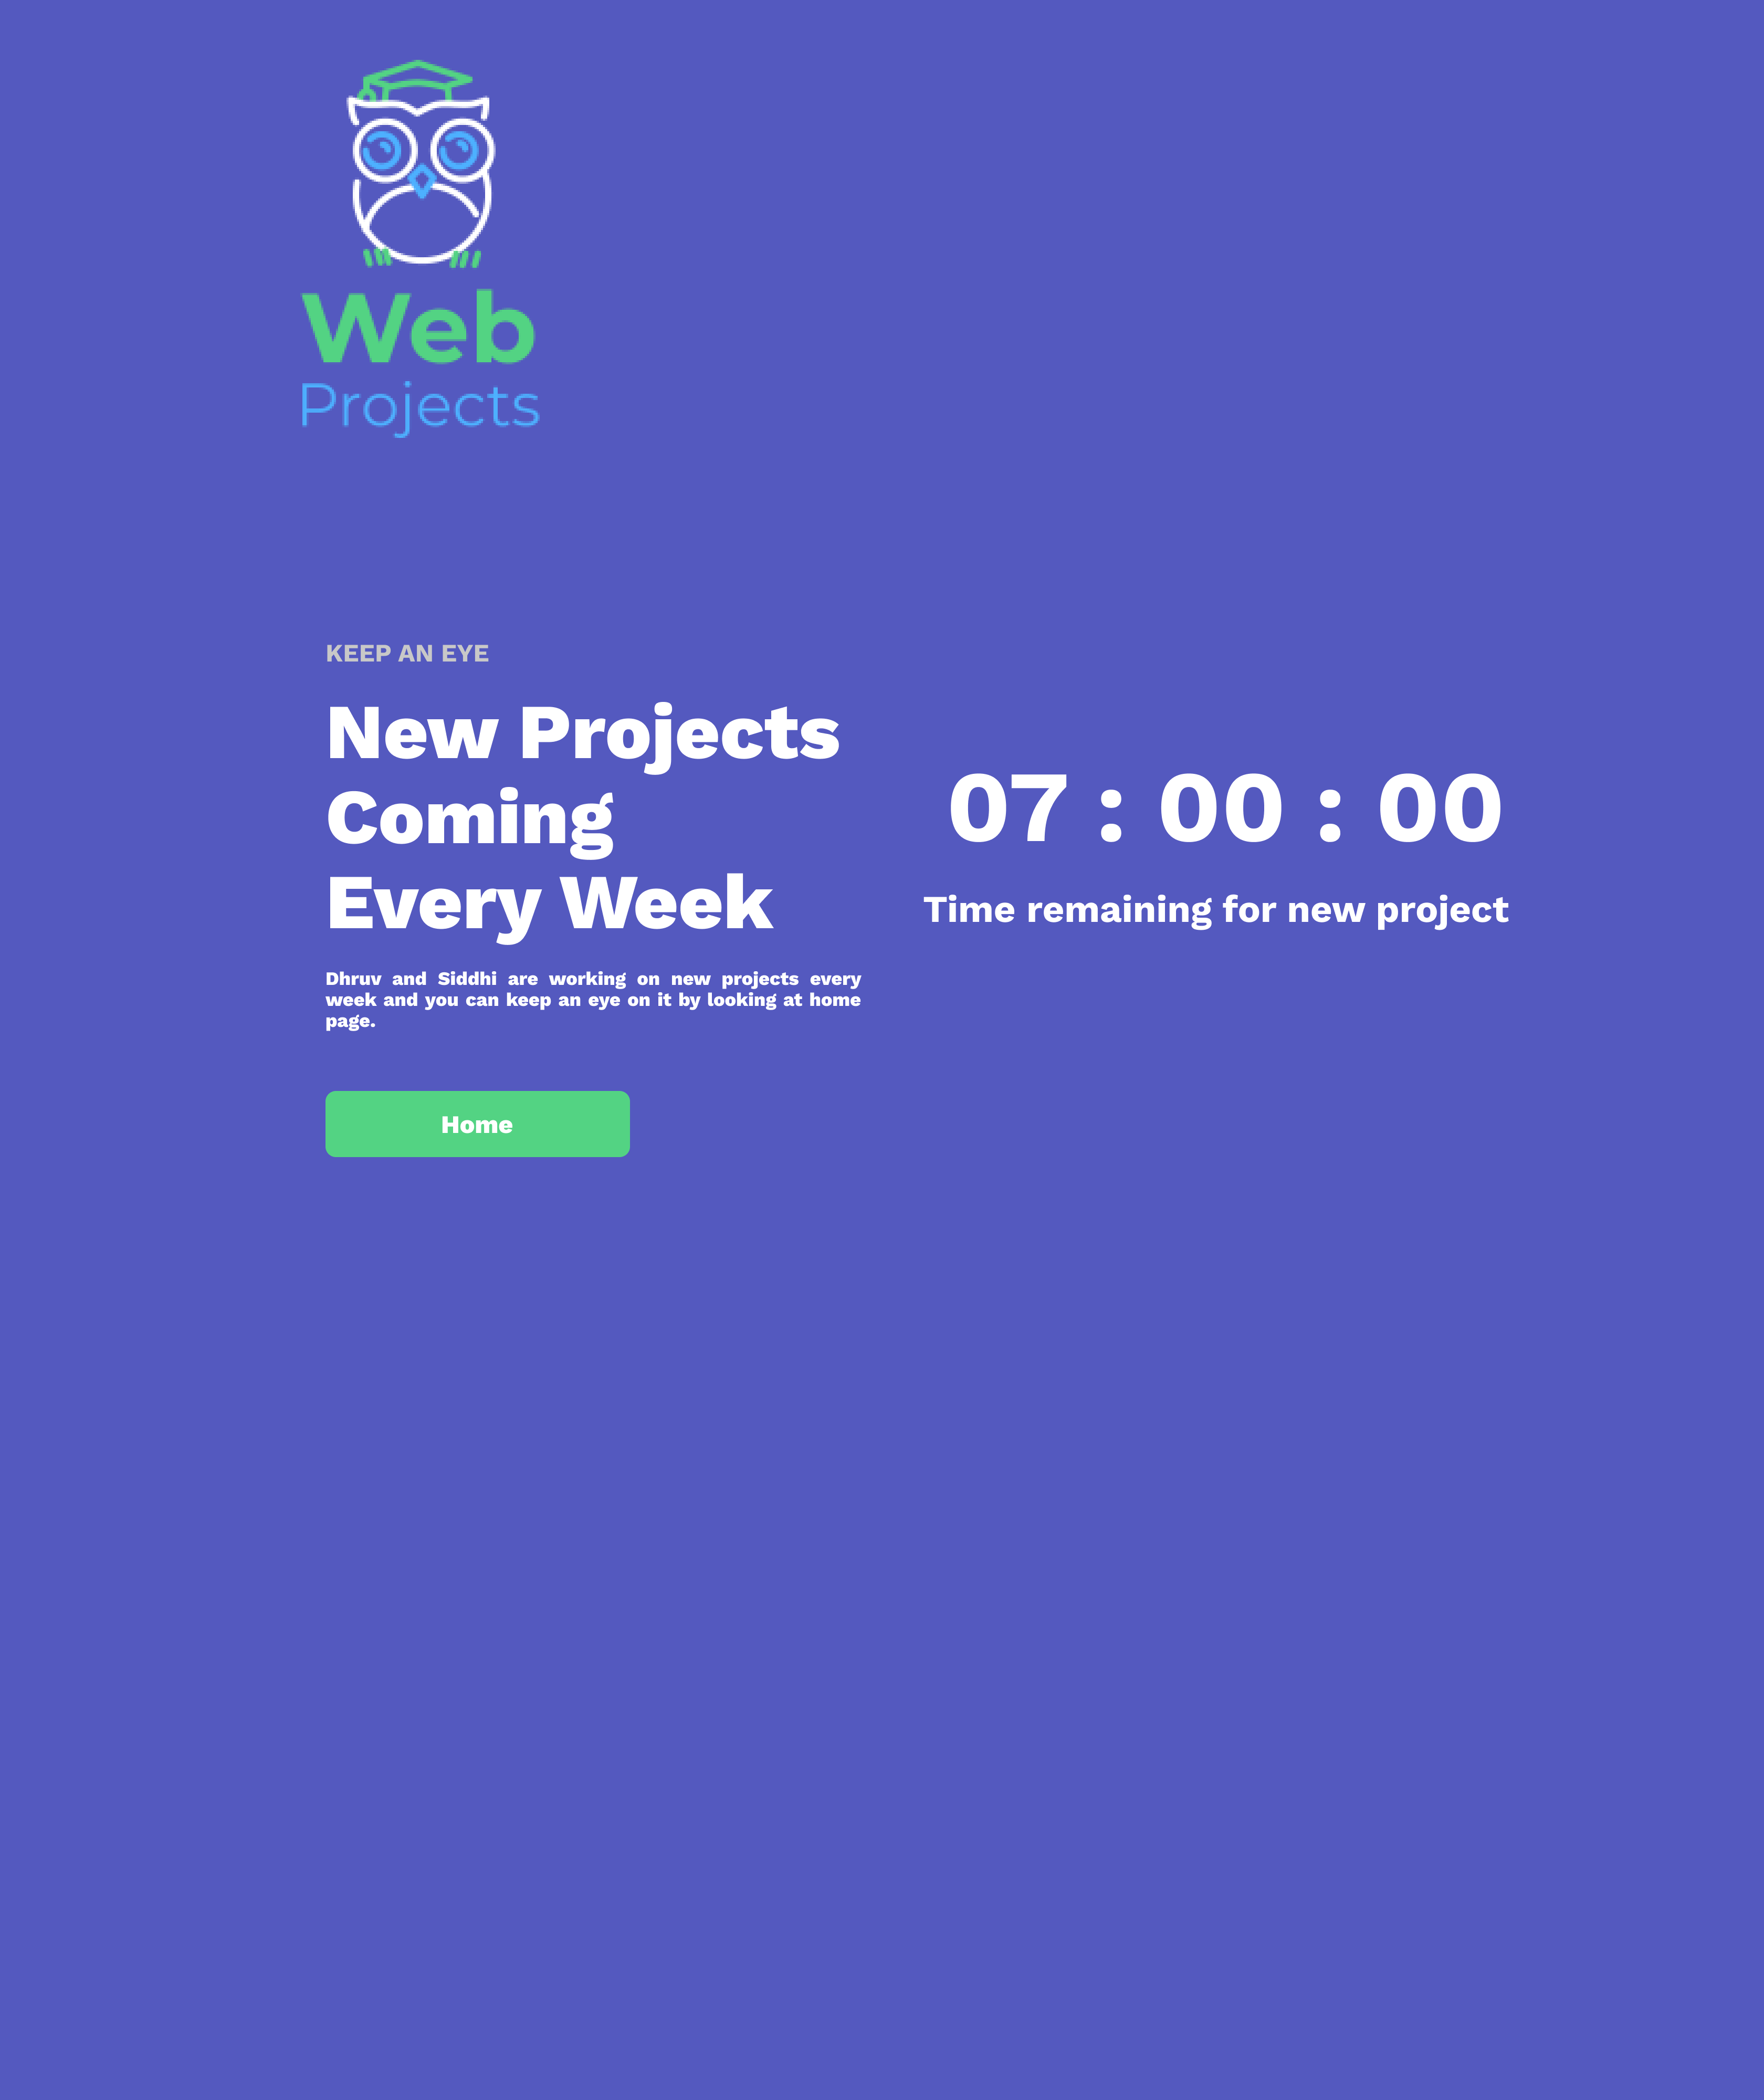 Web
Projects
KEEP AN EYE
New Projects
Coming
Every Week
Dhruv and Siddhi are working on new projects every
week and you can keep an eye on it by looking at home
page.
Home
07 : 00 : 00
Time remaining for new project